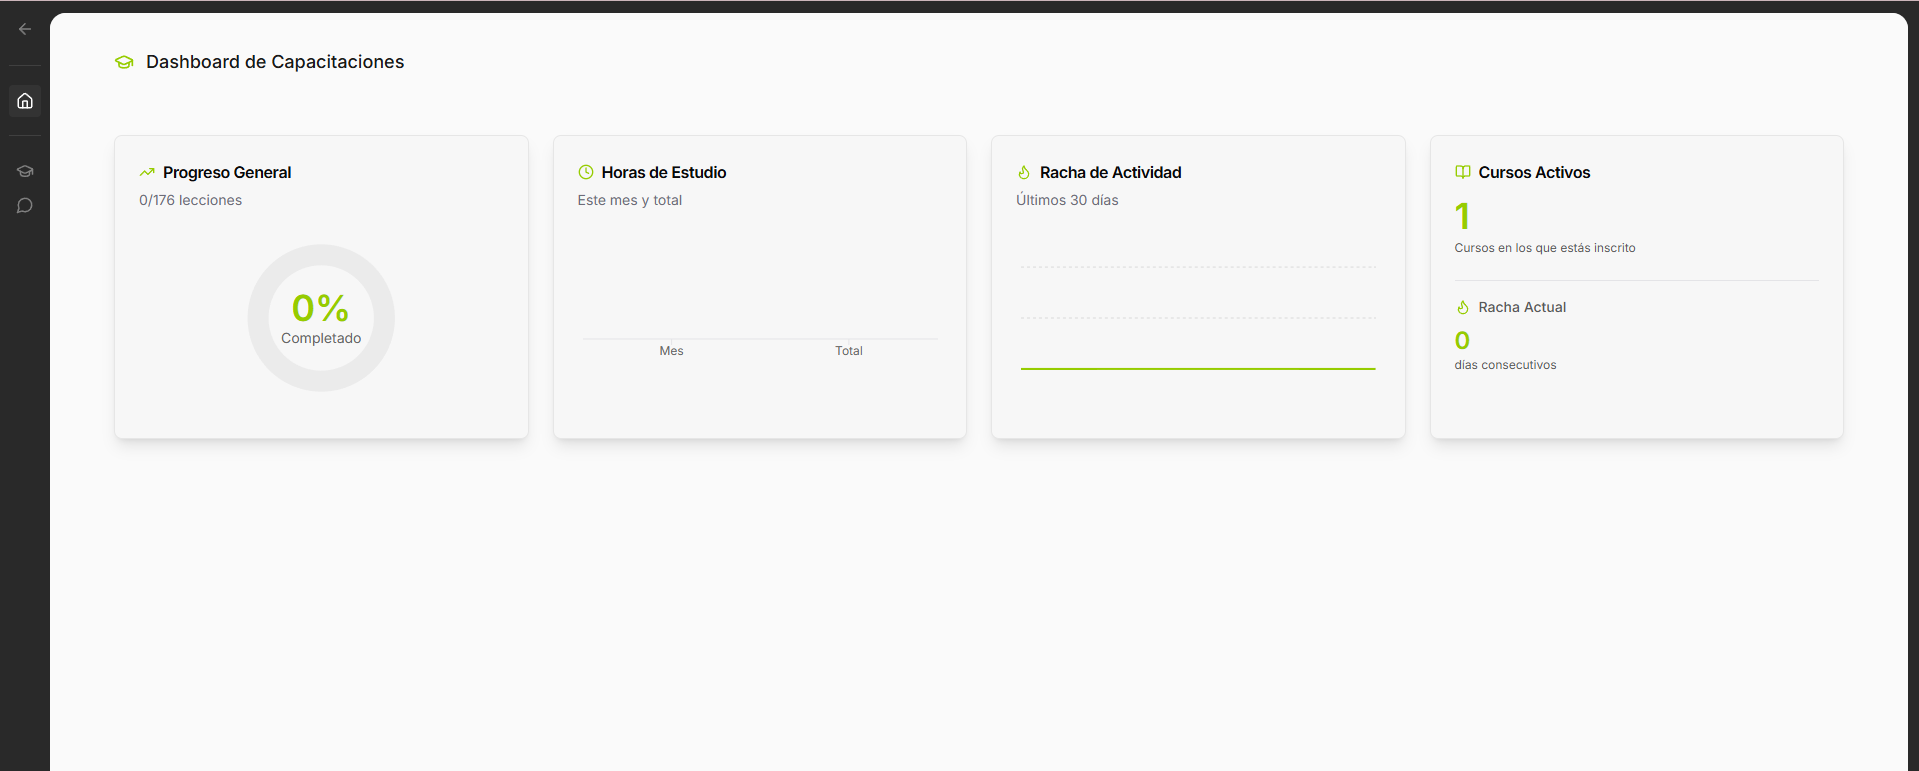 Dashboard de Capacitaciones
Progreso General
0/176 lecciones
0%
Completado
Horas de Estudio
Este mes y total
Mes
Total
Racha de Actividad
Últimos 30 días
Cursos Activos
1
Cursos en los que estás inscrito
Racha Actual
0
días consecutivos